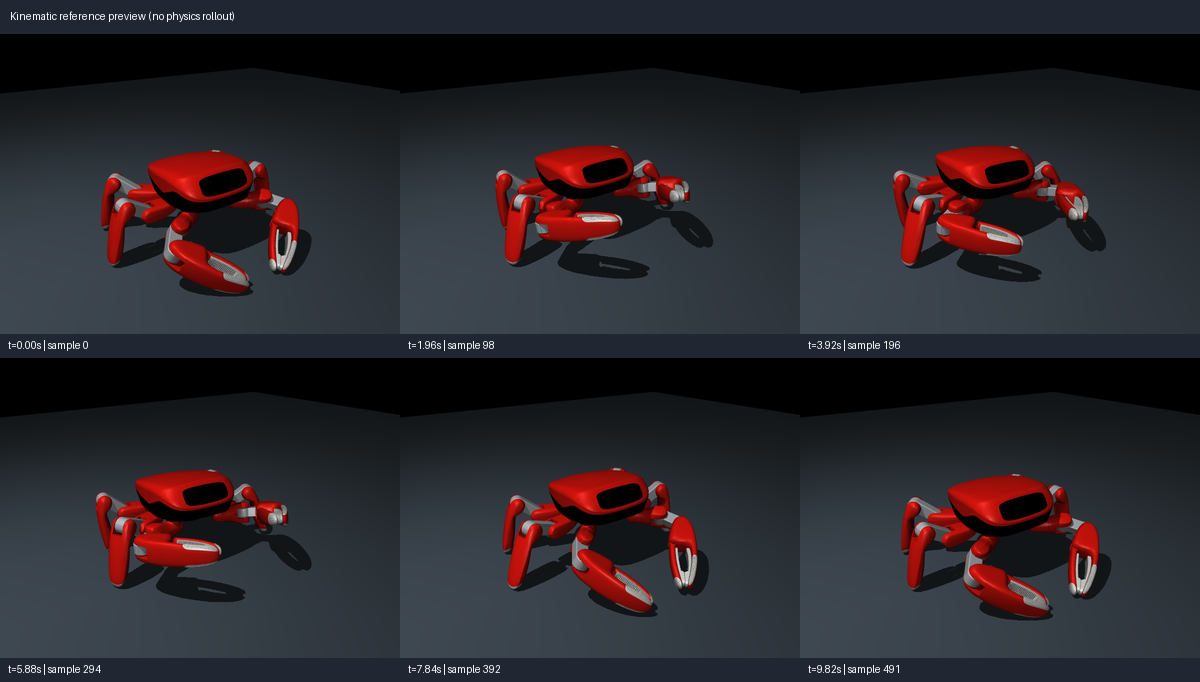 Kinematic reference preview (no physics rollout)
t=0.00s | sample 0
t=1.96s | sample 98
t=3.92s | sample 196
t=5.88s | sample 294
t=7.84s | sample 392
t=9.82s | sample 491